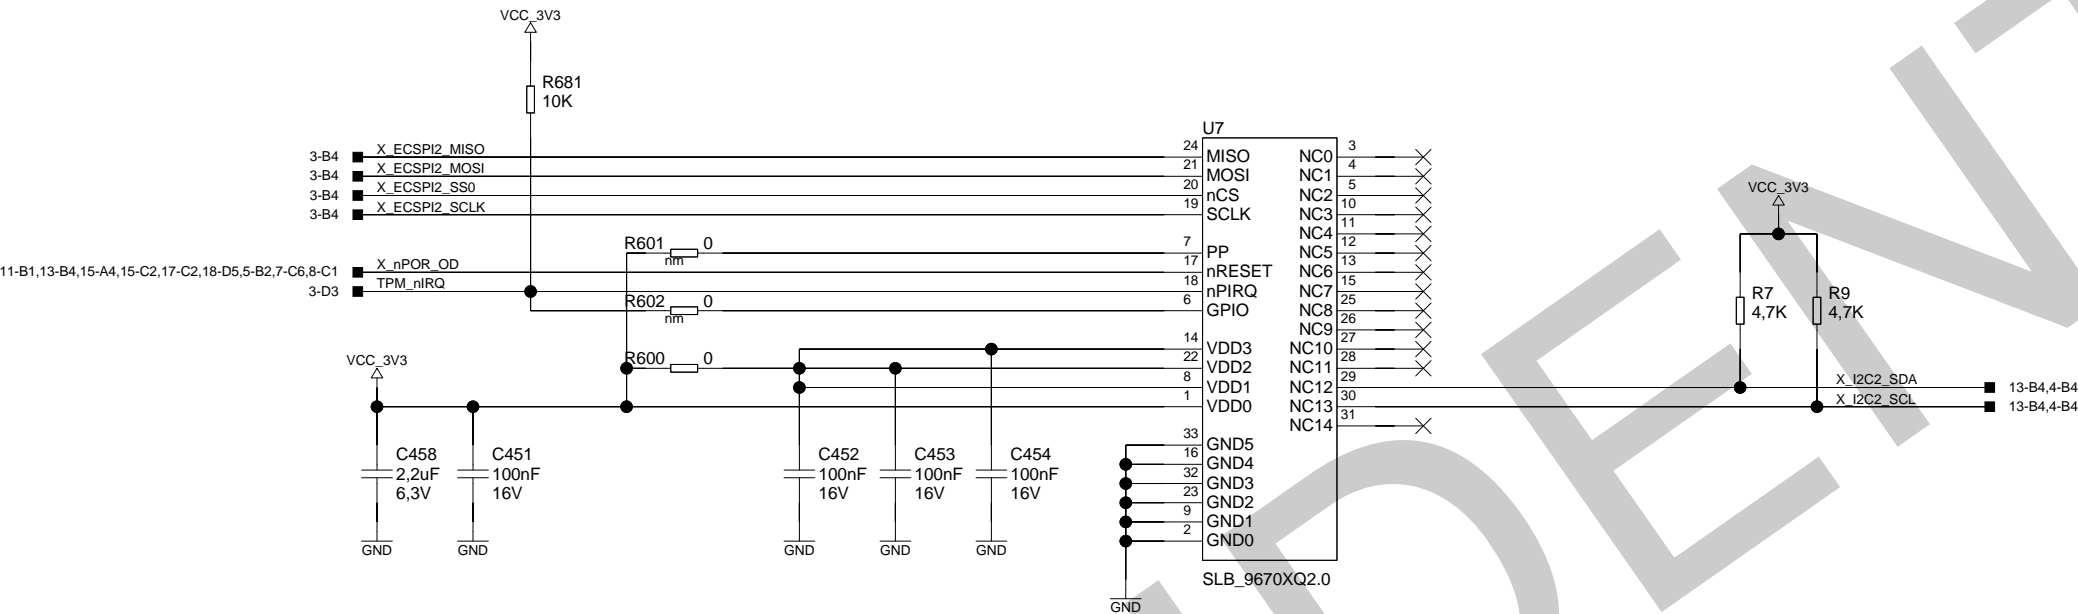 VCC_3V3
R681
10K
U7
X_ECSPI2_MISO
3-B4
24
MISO
NC0
3
X_ECSPI2_MOSI
3-B4
21
MOSI
NC1
4
X_ECSPI2_SS0
3-B4
20
nCS
NC2
5
X_ECSPI2_SCLK
3-B4
19
SCLK
NC3
10
NC4
11
R601
0
nm
7
PP
NC5
12
11-B1,13-B4,15-A4,15-C2,17-C2,18-D5,5-B2,7-C6,8-C1
X_nPOR_OD
17
nRESET
NC6
13
3-D3
TPM_nIRQ
18
nPIRQ
NC7
15
R602
0
nm
6
GPIO
NC8
25
NC9
26
14
VDD3
NC10
27
R600
0
22
VDD2
NC11
28
8
VDD1
NC12
29
1
VDD0
NC13
30
NC14
31
VCC_3V3
R7
4,7K
R9
4,7K
X_I2C2_SDA
13-B4,4-B4
X_I2C2_SCL
13-B4,4-B4
VCC_3V3
C458
2,2uF
6,3V
C451
100nF
16V
C452
100nF
16V
C453
100nF
16V
C454
100nF
16V
33
GND5
16
GND4
32
GND3
23
GND2
9
GND1
2
GND0
GND
GND
GND
GND
GND
SLB_9670XQ2.0
GND
DENT